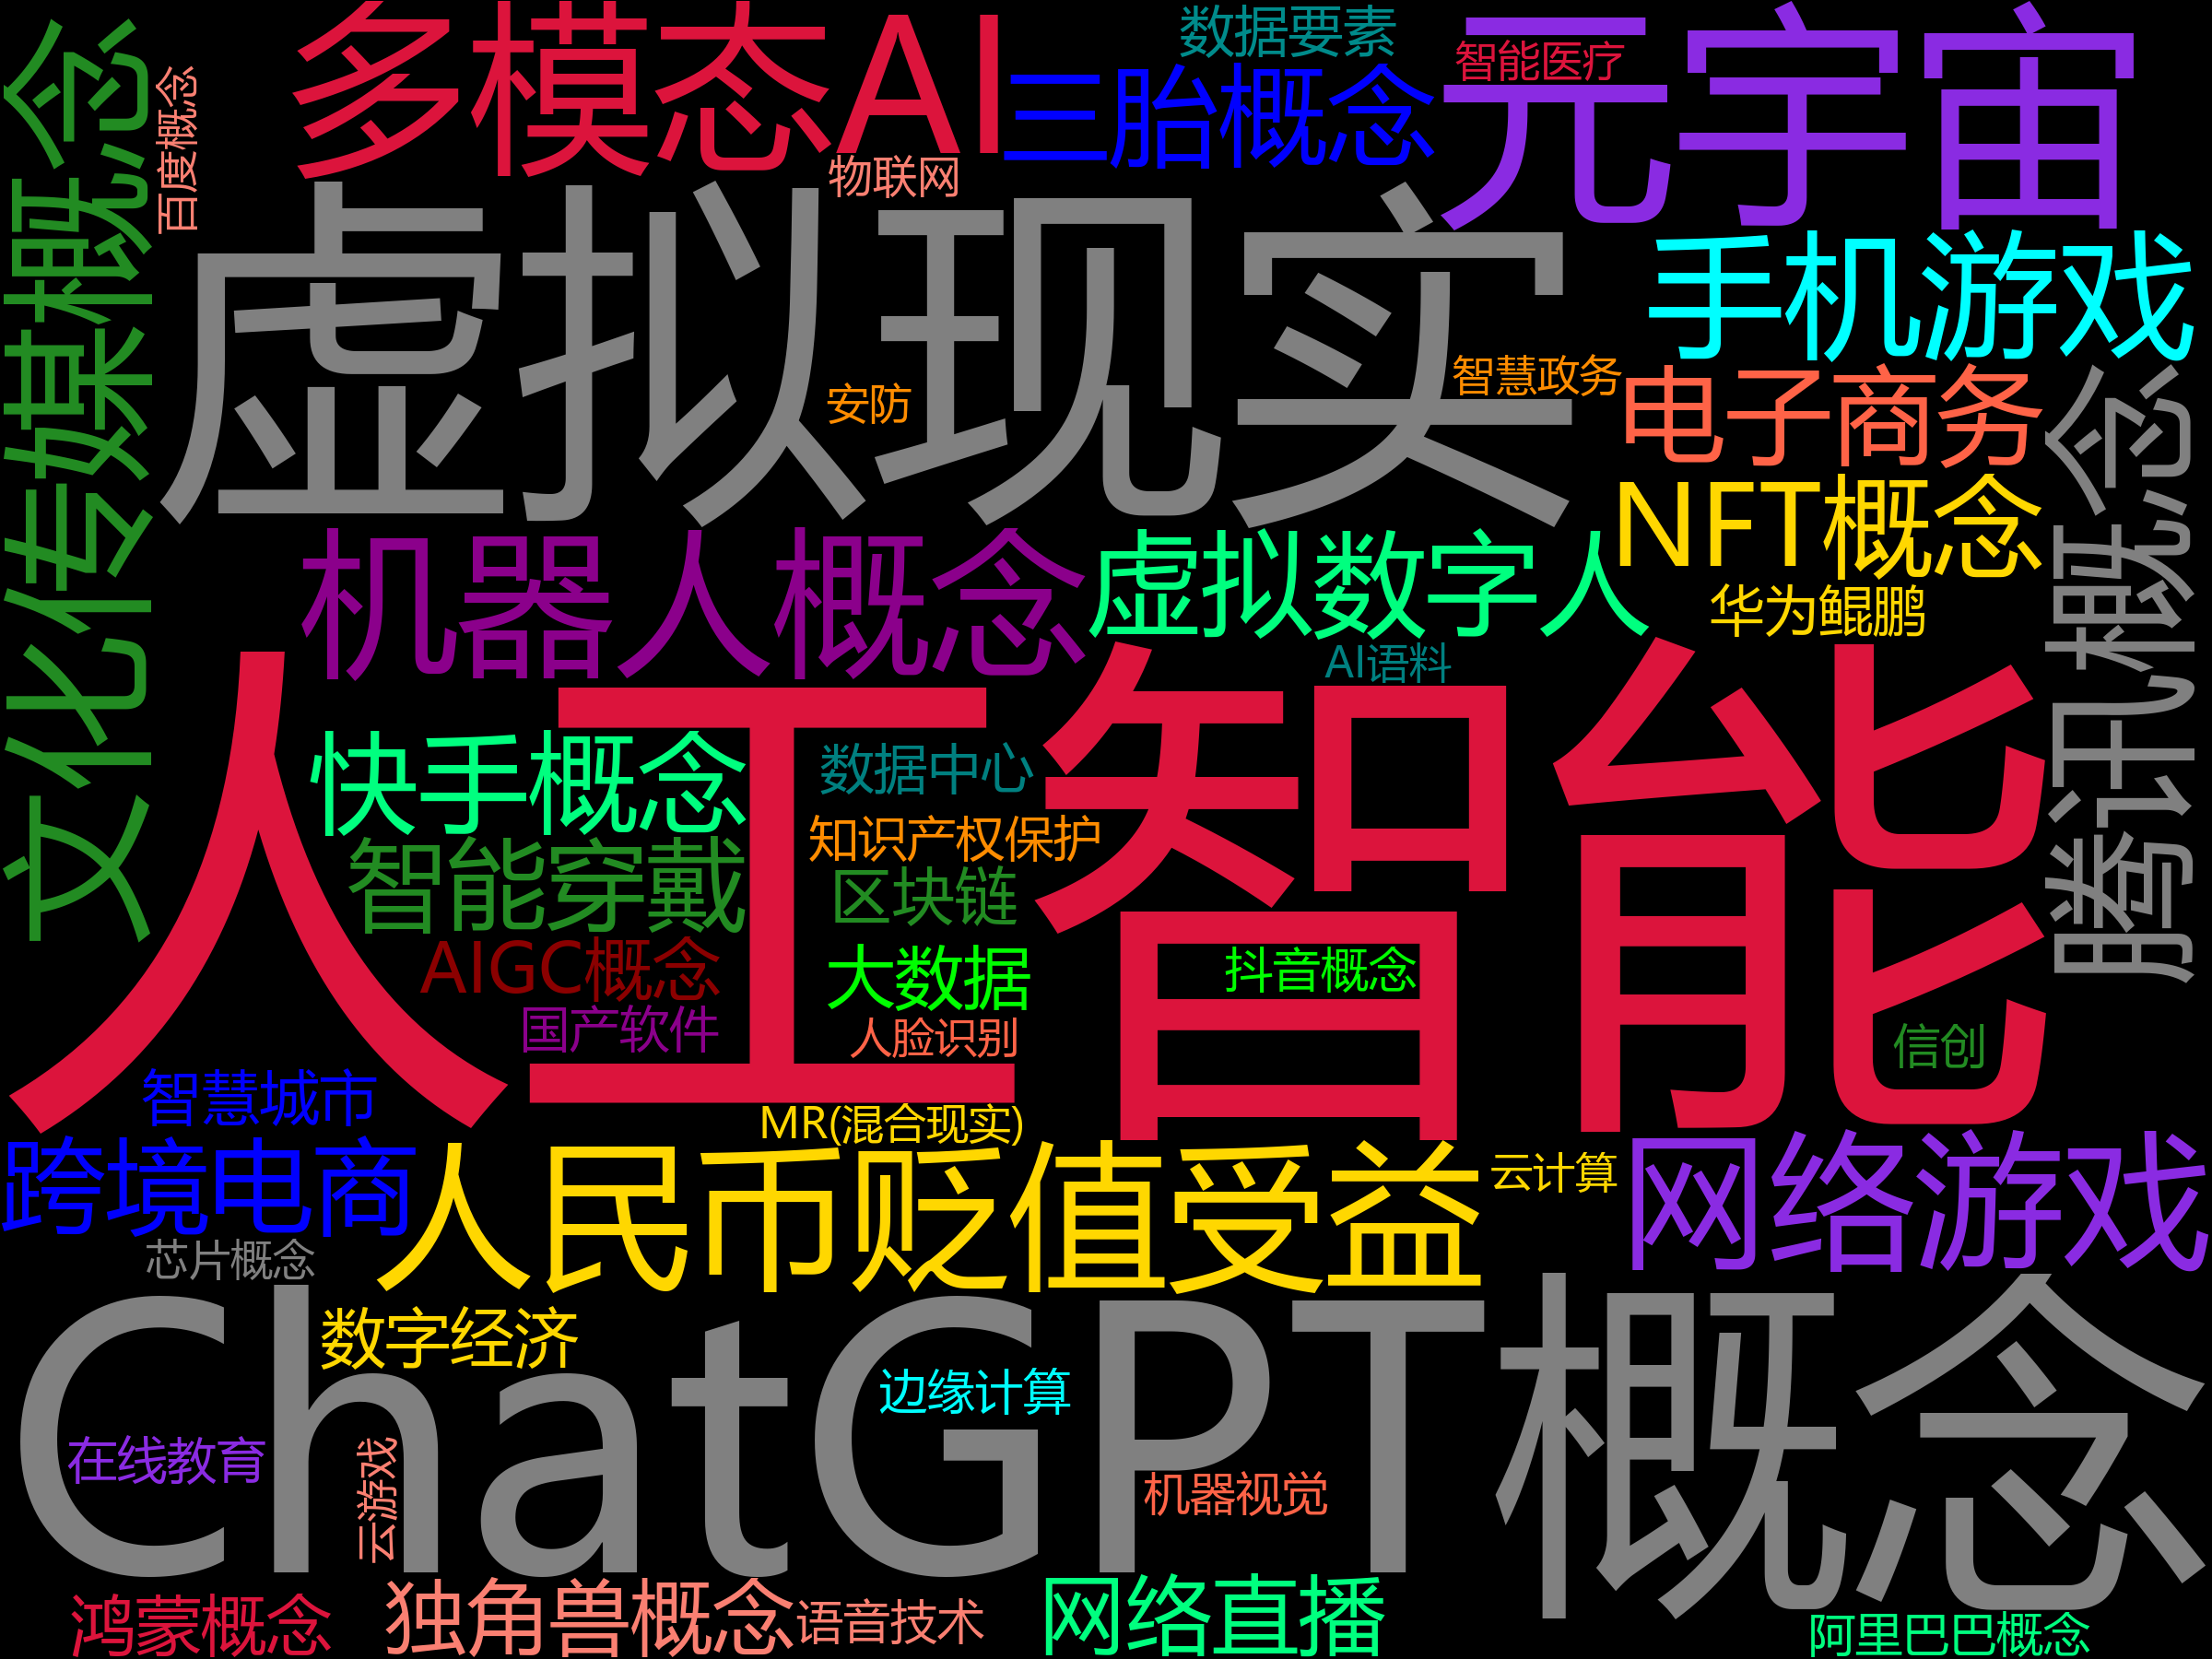 文化传媒概念
百度概念
多模态AI
三胎概念
数据要素
智能医疗
元宇宙
物联网
虚拟现实
手机游戏
安防
智慧政务
电子商务
腾讯概念
NFT概念
机器人概念
虚拟数字人
华为鲲鹏
AI语料
人工智能
快手概念
数据中心
知识产权保护
智能穿戴
区块链
AIGC概念
大数据
抖音概念
国产软件
人脸识别
信创
智慧城市
MR(混合现实)
跨境电商
人民币贬值受益
云计算
网络游戏
芯片概念
ChatGPT概念
数字经济
边缘计算
在线教育
云游戏
机器视觉
鸿蒙概念
独角兽概念
语音技术
网络直播
阿里巴巴概念